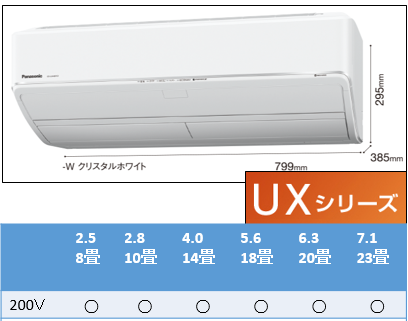 Panasonic
295mm
385mm
799mm
-W クリスタルホワイト
UXシリーズ
2.5 2.8 4.0 5.6 6.3 7.1
8畳 10畳 14畳 18畳 20畳 23畳
200V ○ ○ ○ ○ ○ ○